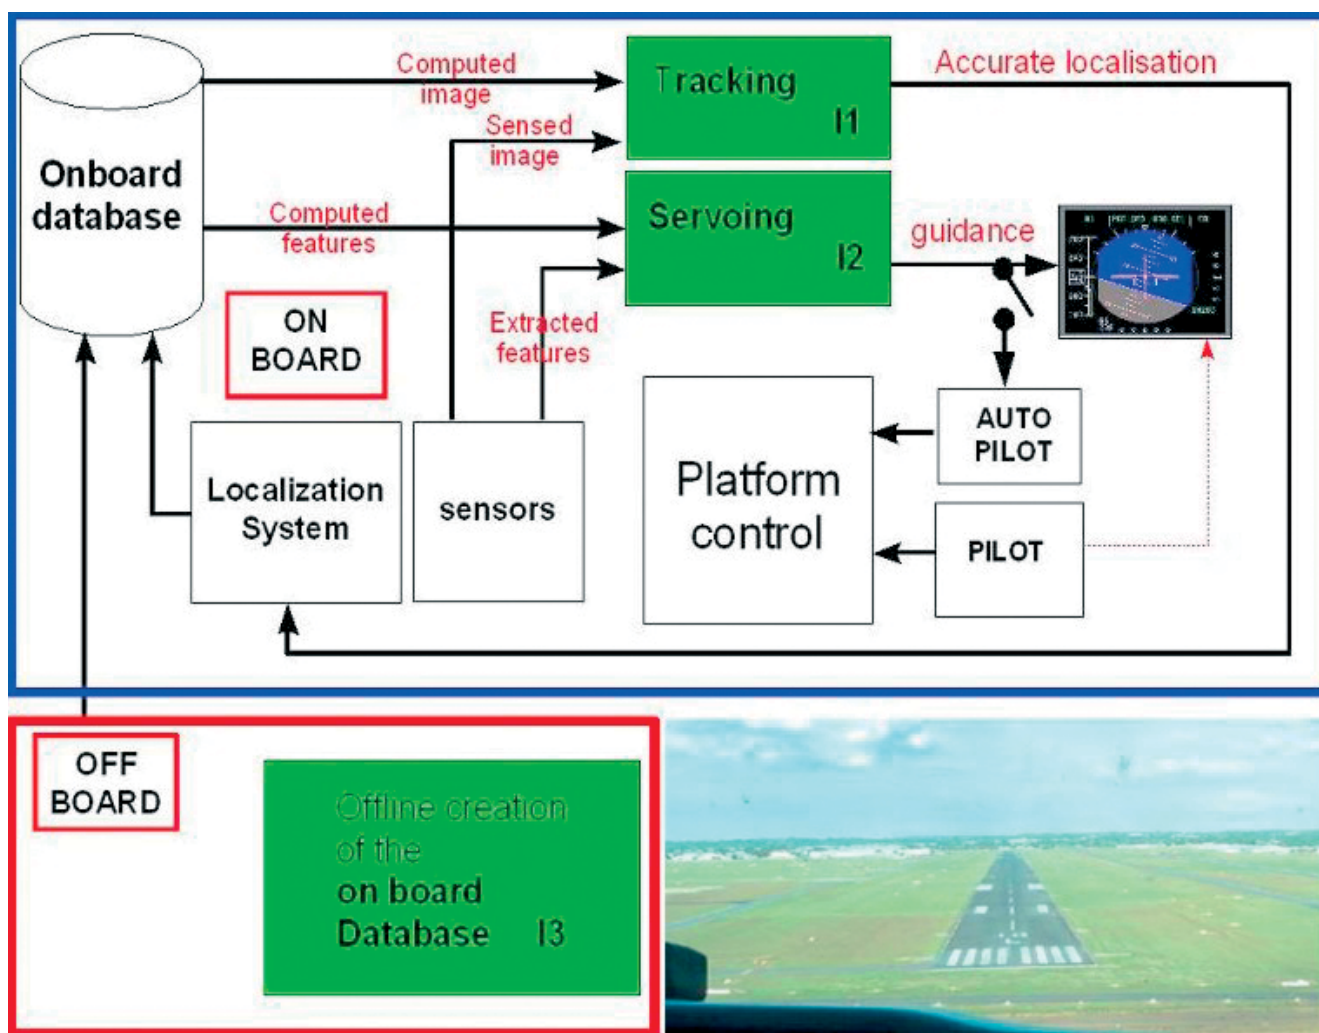 Computed
image
Tracking
I1
Accurate localisation
Sensed
image
Onboard
database
Computed
features
Servoing
I2
guidance
ON
BOARD
Extracted
features
AUTO
PILOT
Localization
System
sensors
Platform
control
PILOT
OFF
BOARD
Offline creation
of the
on board
Database I3